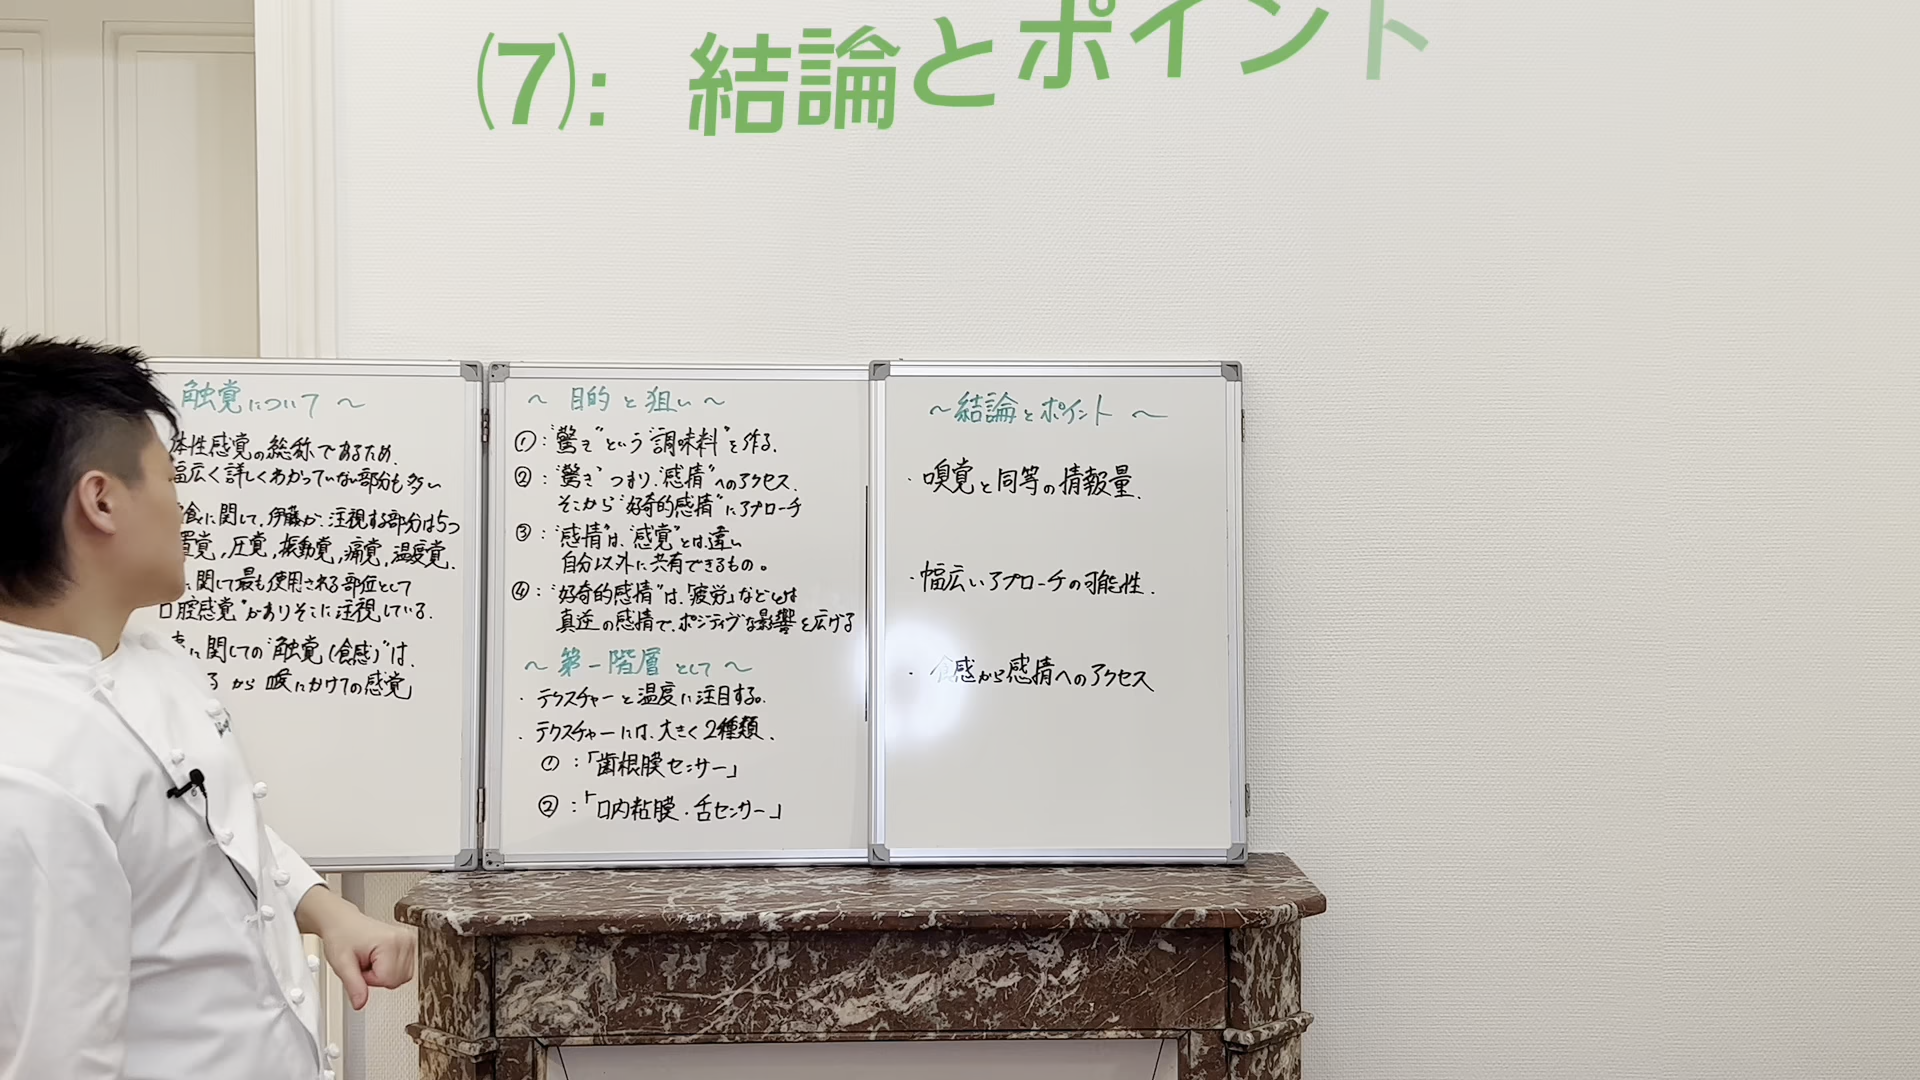 (7): 結論とポイント
触覚について 〜
体性感覚の総称であるため、
幅広く詳しくわかっていない部分も多い
食に関して、伊藤が、注視する部分は5つ
置覚,圧覚,振動覚,痛覚,温度覚.
に関して最も使用される部位として
口腔感覚"がありそこに注視している.
に関しての"触覚(食感)"は、
る から 喉にかけての感覚
〜 目的と狙い 〜
①:"驚き"という"調味料"を作る.
②:"驚き"つまり"感情"へのアクセス.
そこから"好奇的感情"にアプローチ
③:"感情"は、"感覚"とは違い
自分以外に共有できるもの。
④:"好奇的感情"は、「疲労」などとは
真逆の感情で、ポジティブな影響を広げる
〜 第一階層として 〜
・テクスチャーと温度に注目する。
・テクスチャーには、大きく2種類.
①:「歯根膜センサー」
②:「口内粘膜・舌センサー」
〜結論とポイント〜
・嗅覚と同等の情報量.
・幅広いアプローチの可能性.
・食感から感情へのアクセス